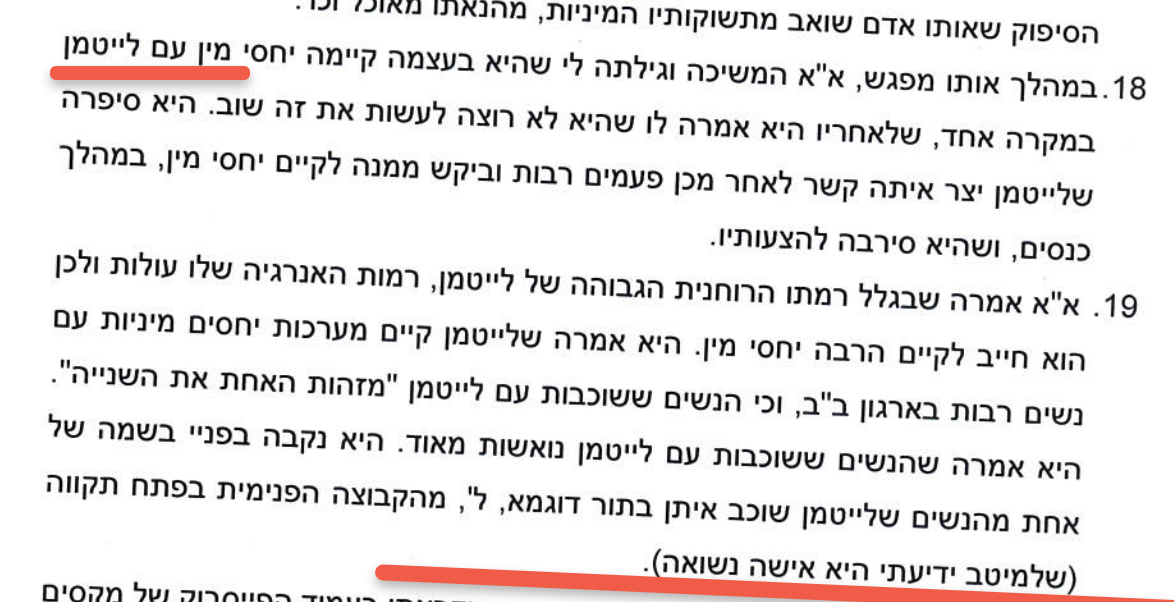 הסיפוק שאותו אדם שואב מתשוקותיו המיניות, מהנאתו מאוכל וכו'.
18. במהלך אותו מפגש, א"א המשיכה וגילתה לי שהיא בעצמה קיימה יחסי מין עם לייטמן
במקרה אחד, שלאחריו היא אמרה לו שהיא לא רוצה לעשות את זה שוב. היא סיפרה
שלייטמן יצר איתה קשר לאחר מכן פעמים רבות וביקש ממנה לקיים יחסי מין, במהלך
כנסים, ושהיא סירבה להצעותיו.
19. א"א אמרה שבגלל רמתו הרוחנית הגבוהה של לייטמן, רמות האנרגיה שלו עולות ולכן
הוא חייב לקיים הרבה יחסי מין. היא אמרה שלייטמן קיים מערכות יחסים מיניות עם
נשים רבות בארגון ב"ב, וכי הנשים ששוכבות עם לייטמן "מזהות האחת את השנייה".
היא אמרה שהנשים ששוכבות עם לייטמן נואשות מאוד. היא נקבה בפניי בשמה של
אחת מהנשים שלייטמן שוכב איתן בתור דוגמא, ל', מהקבוצה הפנימית בפתח תקווה
(שלמיטב ידיעתי היא אישה נשואה).
בעמוד הפייסבוק של מקסים